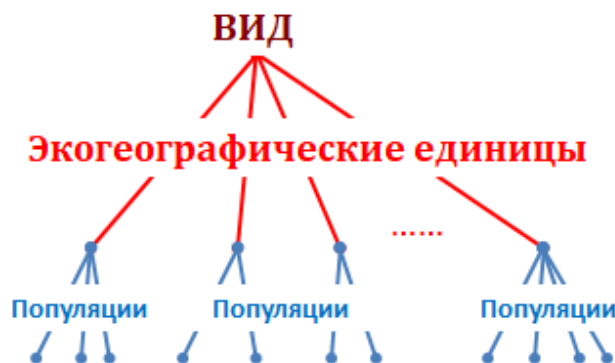 ВИД
Экогеографические единицы
......
Популяции Популяции Популяции